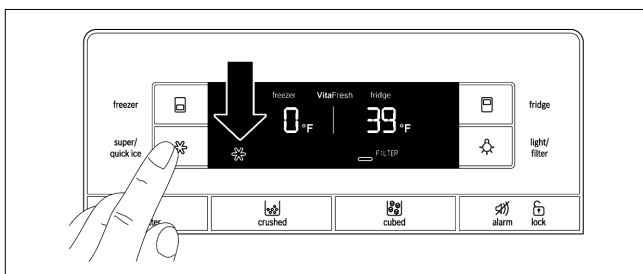 freezer VitaFresh fridge
0 °F 39 °F
FILTER
freezer
super/
quick ice
fridge
light/
filter
crushed
cubed
alarm lock